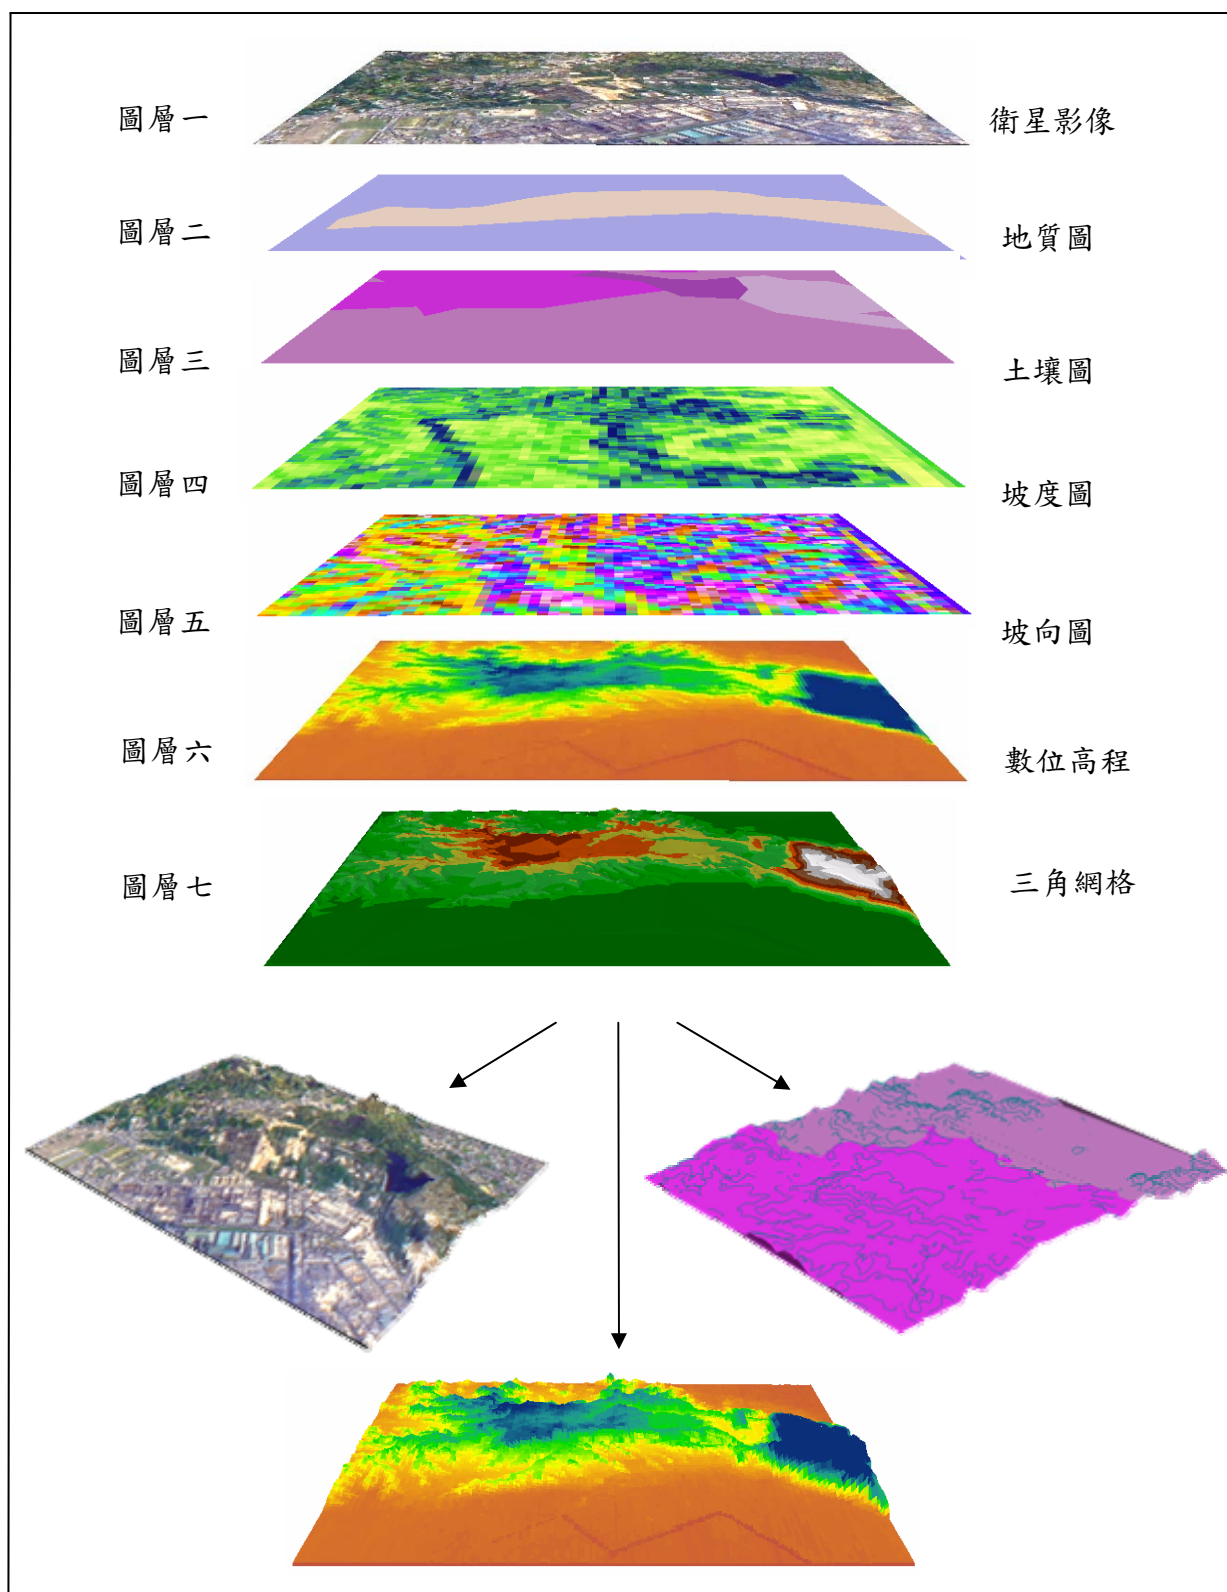 圖層一
衛星影像
圖層二
地質圖
圖層三
土壤圖
圖層四
坡度圖
圖層五
坡向圖
圖層六
數位高程
圖層七
三角網格